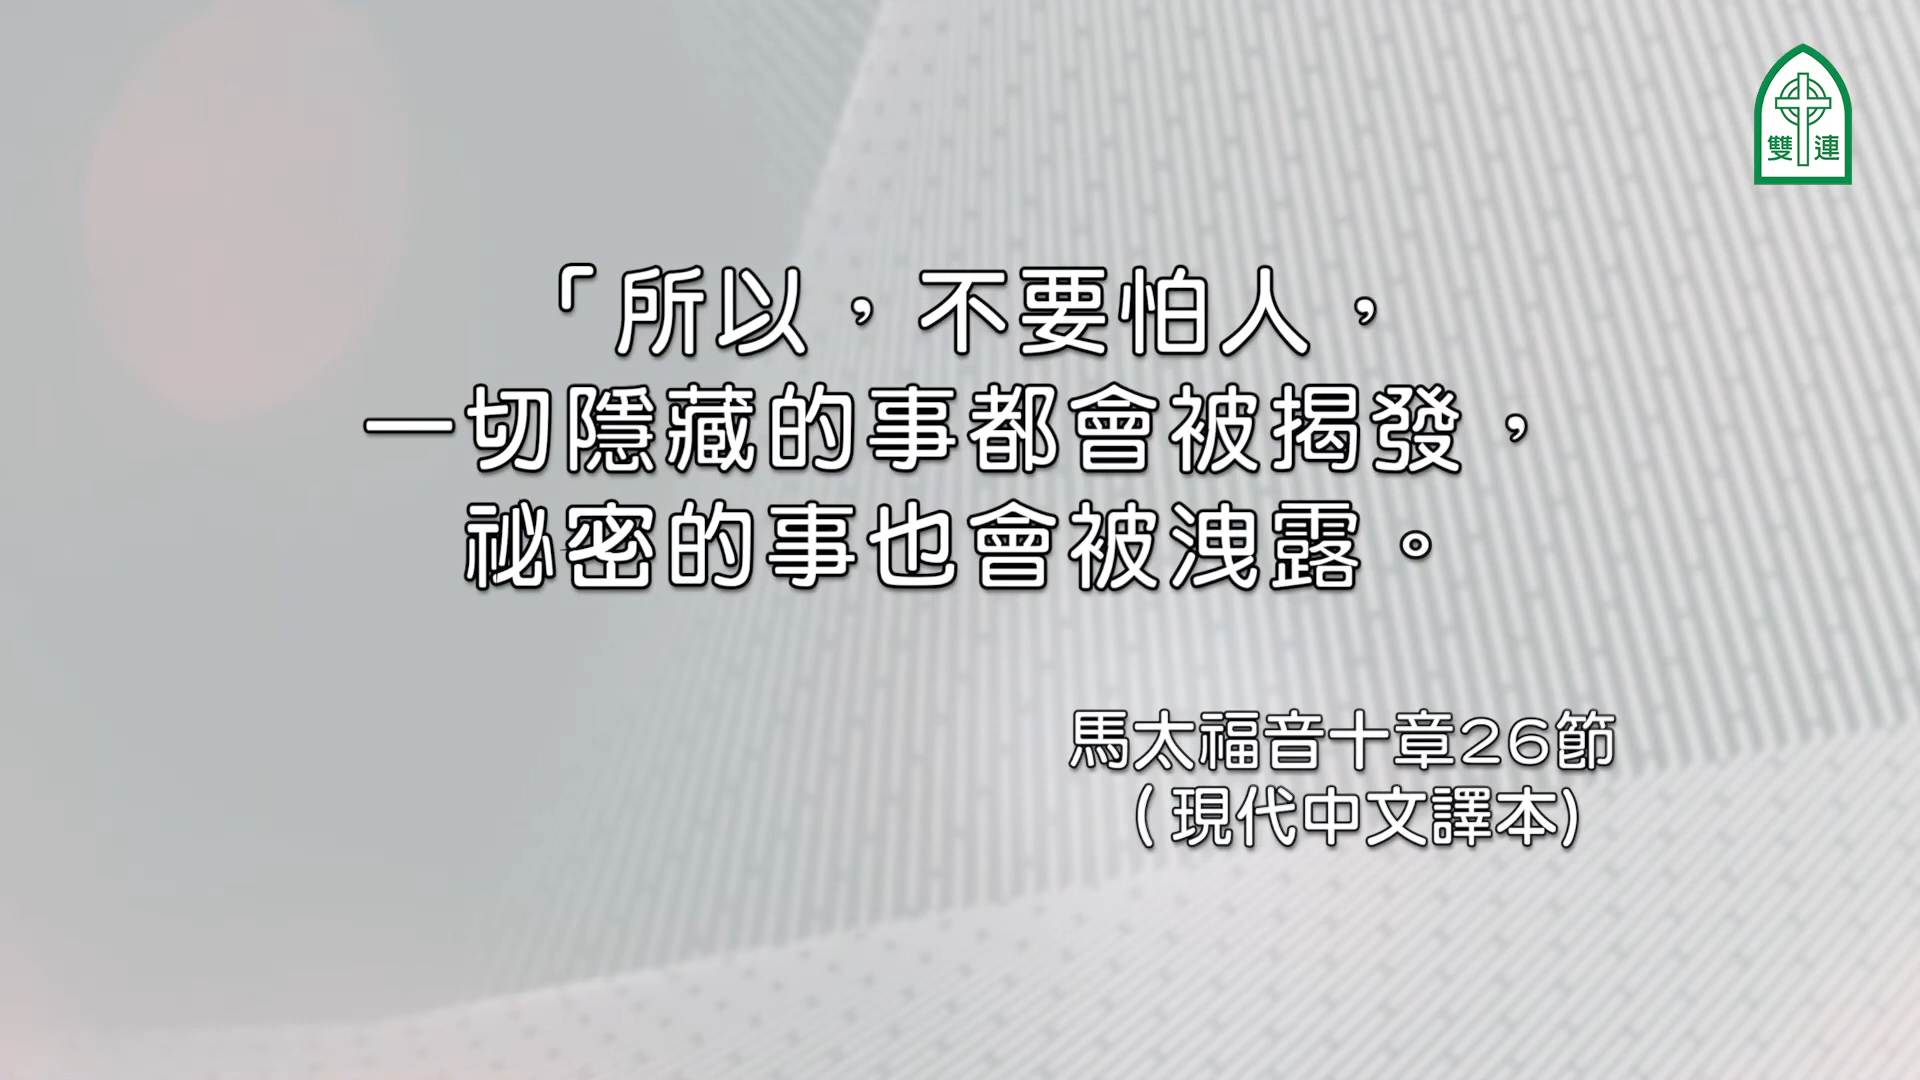 雙連
「所以，不要怕人，
一切隱藏的事都會被揭發，
祕密的事也會被洩露。
馬太福音十章26節
(現代中文譯本)